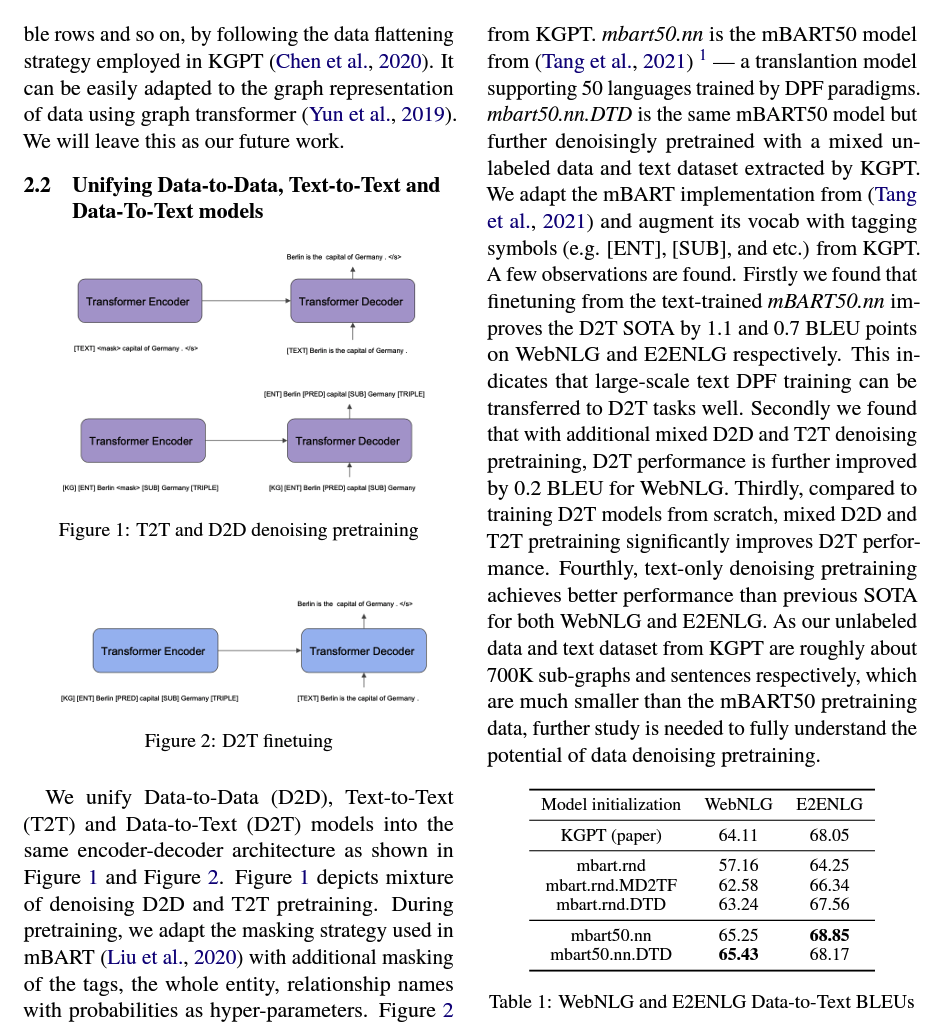 ble rows and so on, by following the data flattening
strategy employed in KGPT (Chen et al., 2020). It
can be easily adapted to the graph representation
of data using graph transformer (Yun et al., 2019).
We will leave this as our future work.
2.2 Unifying Data-to-Data, Text-to-Text and
Data-To-Text models
Berlin is the capital of Germany . </s>
Transformer Encoder
Transformer Decoder
[TEXT] <mask> capital of Germany . </s>
[TEXT] Berlin is the capital of Germany .
[ENT] Berlin [PRED] capital [SUB] Germany [TRIPLE]
Transformer Encoder
Transformer Decoder
[KG] [ENT] Berlin <mask> [SUB] Germany [TRIPLE]
[KG] [ENT] Berlin [PRED] capital [SUB] Germany
Figure 1: T2T and D2D denoising pretraining
Berlin is the capital of Germany . </s>
Transformer Encoder
Transformer Decoder
[KG] [ENT] Berlin [PRED] capital [SUB] Germany [TRIPLE]
[TEXT] Berlin is the capital of Germany .
Figure 2: D2T finetuing
We unify Data-to-Data (D2D), Text-to-Text
(T2T) and Data-to-Text (D2T) models into the
same encoder-decoder architecture as shown in
Figure 1 and Figure 2. Figure 1 depicts mixture
of denoising D2D and T2T pretraining. During
pretraining, we adapt the masking strategy used in
mBART (Liu et al., 2020) with additional masking
of the tags, the whole entity, relationship names
with probabilities as hyper-parameters. Figure 2
from KGPT. mbart50.nn is the mBART50 model
from (Tang et al., 2021) 1 — a translantion model
supporting 50 languages trained by DPF paradigms.
mbart50.nn.DTD is the same mBART50 model but
further denoisingly pretrained with a mixed un-
labeled data and text dataset extracted by KGPT.
We adapt the mBART implementation from (Tang
et al., 2021) and augment its vocab with tagging
symbols (e.g. [ENT], [SUB], and etc.) from KGPT.
A few observations are found. Firstly we found that
finetuning from the text-trained mBART50.nn im-
proves the D2T SOTA by 1.1 and 0.7 BLEU points
on WebNLG and E2ENLG respectively. This in-
dicates that large-scale text DPF training can be
transferred to D2T tasks well. Secondly we found
that with additional mixed D2D and T2T denoising
pretraining, D2T performance is further improved
by 0.2 BLEU for WebNLG. Thirdly, compared to
training D2T models from scratch, mixed D2D and
T2T pretraining significantly improves D2T perfor-
mance. Fourthly, text-only denoising pretraining
achieves better performance than previous SOTA
for both WebNLG and E2ENLG. As our unlabeled
data and text dataset from KGPT are roughly about
700K sub-graphs and sentences respectively, which
are much smaller than the mBART50 pretraining
data, further study is needed to fully understand the
potential of data denoising pretraining.
Model initialization WebNLG E2ENLG
KGPT (paper) 64.11 68.05
mbart.rnd 57.16 64.25
mbart.rnd.MD2TF 62.58 66.34
mbart.rnd.DTD 63.24 67.56
mbart50.nn 65.25 68.85
mbart50.nn.DTD 65.43 68.17
Table 1: WebNLG and E2ENLG Data-to-Text BLEUs